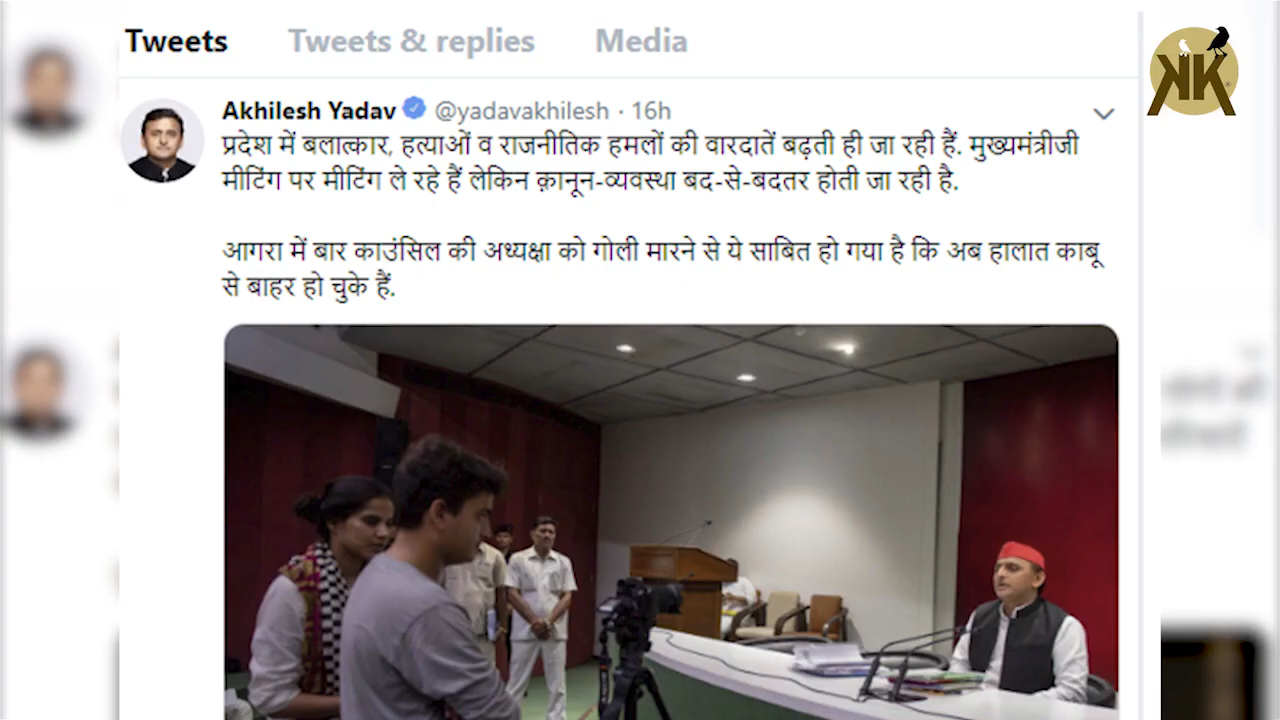 Tweets Tweets & replies Media
Akhilesh Yadav @yadavakhilesh · 16h
प्रदेश में बलात्कार, हत्याओं व राजनीतिक हमलों की वारदातें बढ़ती ही जा रही हैं. मुख्यमंत्रीजी
मीटिंग पर मीटिंग ले रहे हैं लेकिन क़ानून-व्यवस्था बद-से-बदतर होती जा रही है.
आगरा में बार काउंसिल की अध्यक्षा को गोली मारने से ये साबित हो गया है कि अब हालात काबू
से बाहर हो चुके हैं.
KK